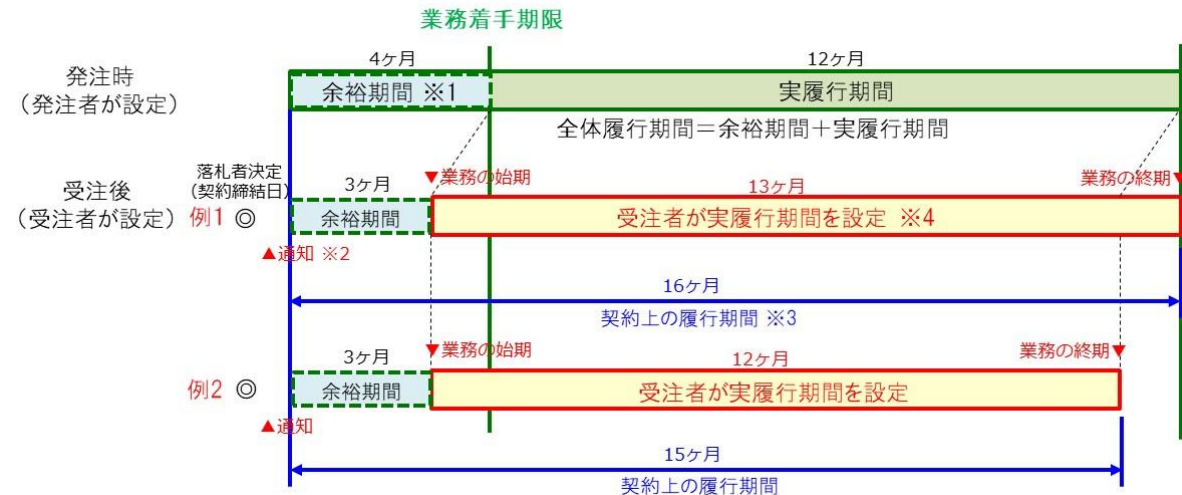 業務着手期限
4ヶ月
12ヶ月
発注時
（発注者が設定）
余裕期間 ※1
実履行期間
全体履行期間＝余裕期間＋実履行期間
落札者決定
（契約締結日）
受注後
（受注者が設定）
例1 ◎
3ヶ月
▼業務の始期
13ヶ月
業務の終期▼
余裕期間
受注者が実履行期間を設定 ※4
▲通知 ※2
16ヶ月
契約上の履行期間 ※3
3ヶ月
▼業務の始期
12ヶ月
業務の終期▼
例2 ◎
余裕期間
受注者が実履行期間を設定
▲通知
15ヶ月
契約上の履行期間